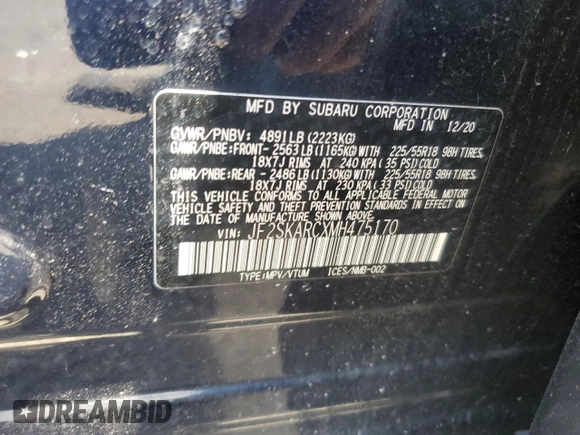 MFD BY SUBARU CORPORATION
MFD IN 12/20
GVWR/PNBV: 4891LB (2223KG)
GAWR/PNBE:FRONT- 2563LB (1165KG) WITH 225/55R18 98H TIRES,
18X7J RIMS AT 240 KPA (35 PSI) COLD
GAWR/PNBE:REAR - 2486LB (1130KG) WITH 225/55R18 98H TIRES,
18X7J RIMS AT 230 KPA (33 PSI) COLD
THIS VEHICLE CONFORMS TO ALL APPLICABLE FEDERAL MOTOR
VEHICLE SAFETY AND THEFT PREVENTION STANDARDS IN EFFECT ON
THE DATE OF MANUFACTURE SHOWN ABOVE.
VIN: JF2SKARCXMH475170
TYPE:MPV/VTUM ICES/NMB-002
DREAMBID